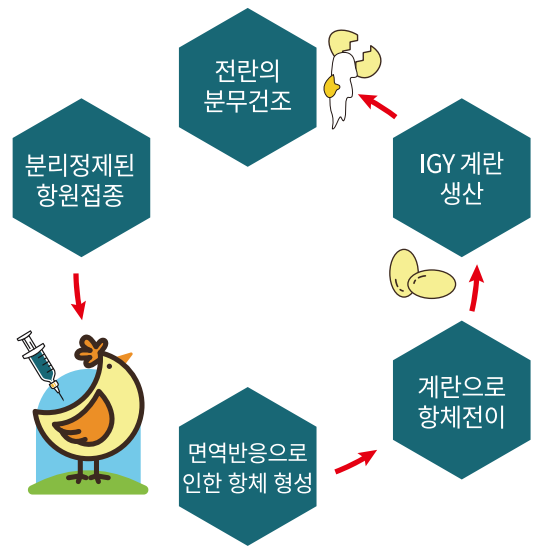 분리정제된
항원접종
면역반응으로
인한 항체 형성
계란으로
항체전이
IGY 계란
생산
전란의
분무건조